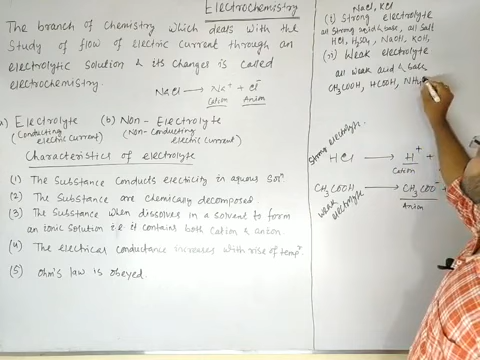 Electrochemistry
The branch of Chemistry which deals with the
Study of flow of electric current through an
electrolytic Solution & its changes is called
electrochemistry.
NaCl → Na⁺ + Cl⁻
Cation Anion
(a) Electrolyte (b) Non-Electrolyte
(Conducting electric current) (Non-Conducting electric current)
Characteristics of electrolyte
(1) The Substance conducts electricity in aquous Solⁿ
(2) The Substance are chemically decomposed.
(3) The Substance when dissolves in a solvent to form
an ionic solution i.e. it contains both cation & anion.
(4) The electrical conductance increases with rise of tempʳ
(5) Ohm's law is obeyed.
NaCl, KCl
(i) Strong electrolyte
all strong acid & base, all salt
HCl, H₂SO₄, NaOH, KOH,
(ii) Weak electrolyte
all weak acid & base
CH₃COOH, HCOOH, NH₄
Strong electrolyte
HCl → H⁺ +
Cation
CH₃COOH → CH₃COO⁻ +
Weak electrolyte
Anion